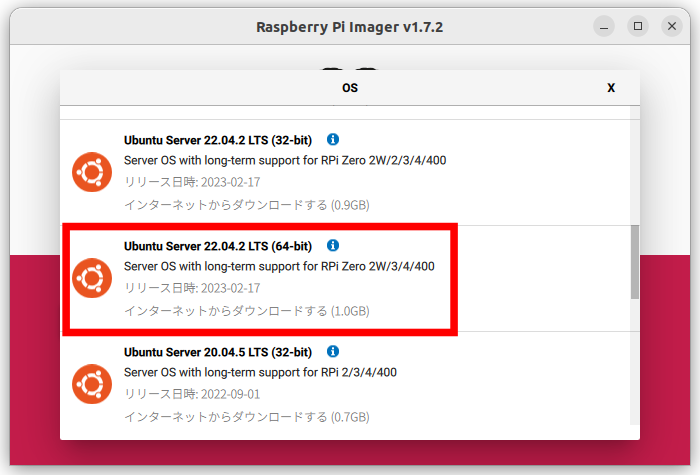 Raspberry Pi Imager v1.7.2
OS
X
Ubuntu Server 22.04.2 LTS (32-bit)
Server OS with long-term support for RPi Zero 2W/2/3/4/400
リリース日時: 2023-02-17
インターネットからダウンロードする (0.9GB)
Ubuntu Server 22.04.2 LTS (64-bit)
Server OS with long-term support for RPi Zero 2W/3/4/400
リリース日時: 2023-02-17
インターネットからダウンロードする (1.0GB)
Ubuntu Server 20.04.5 LTS (32-bit)
Server OS with long-term support for RPi 2/3/4/400
リリース日時: 2022-09-01
インターネットからダウンロードする (0.7GB)